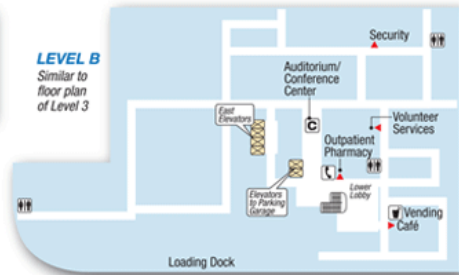 LEVEL B
Similar to
floor plan
of Level 3
Security
Auditorium/
Conference
Center
East
Elevators
C
Volunteer
Services
Outpatient
Pharmacy
Elevators
to Parking
Garage
Lower
Lobby
Vending
Café
Loading Dock